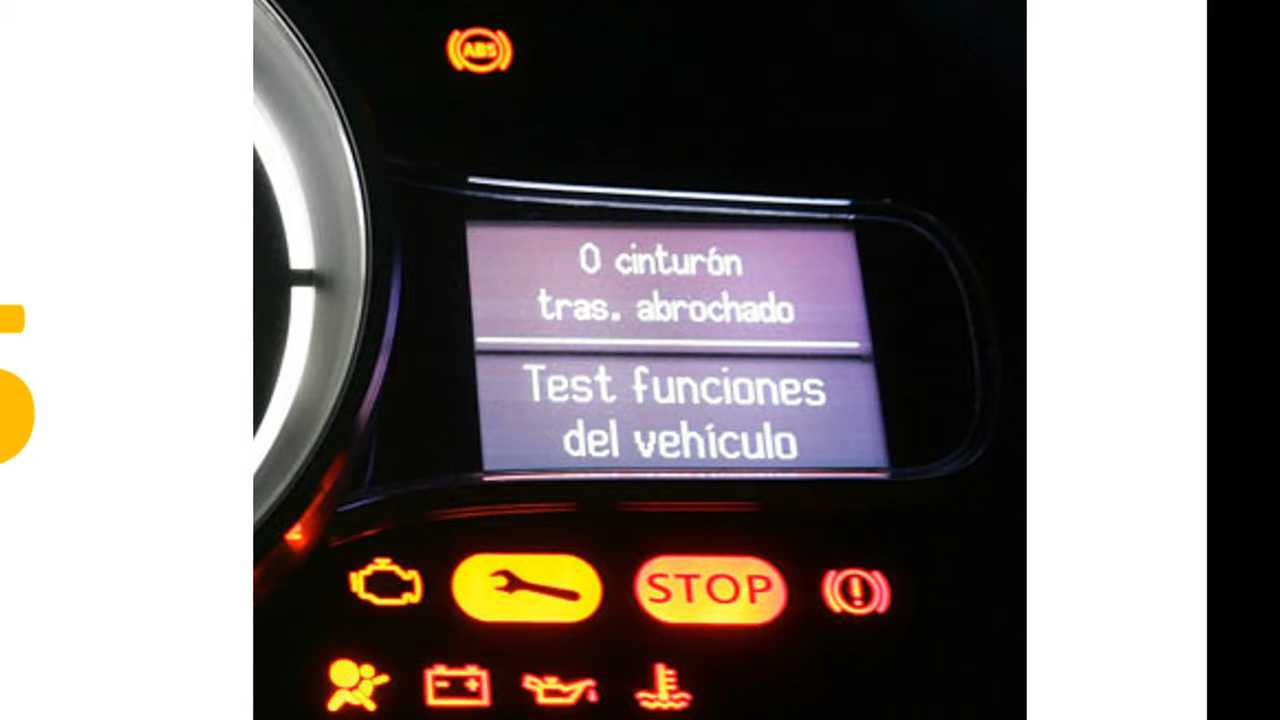 ABS
0 cinturón
tras. abrochado
Test funciones
del vehículo
STOP